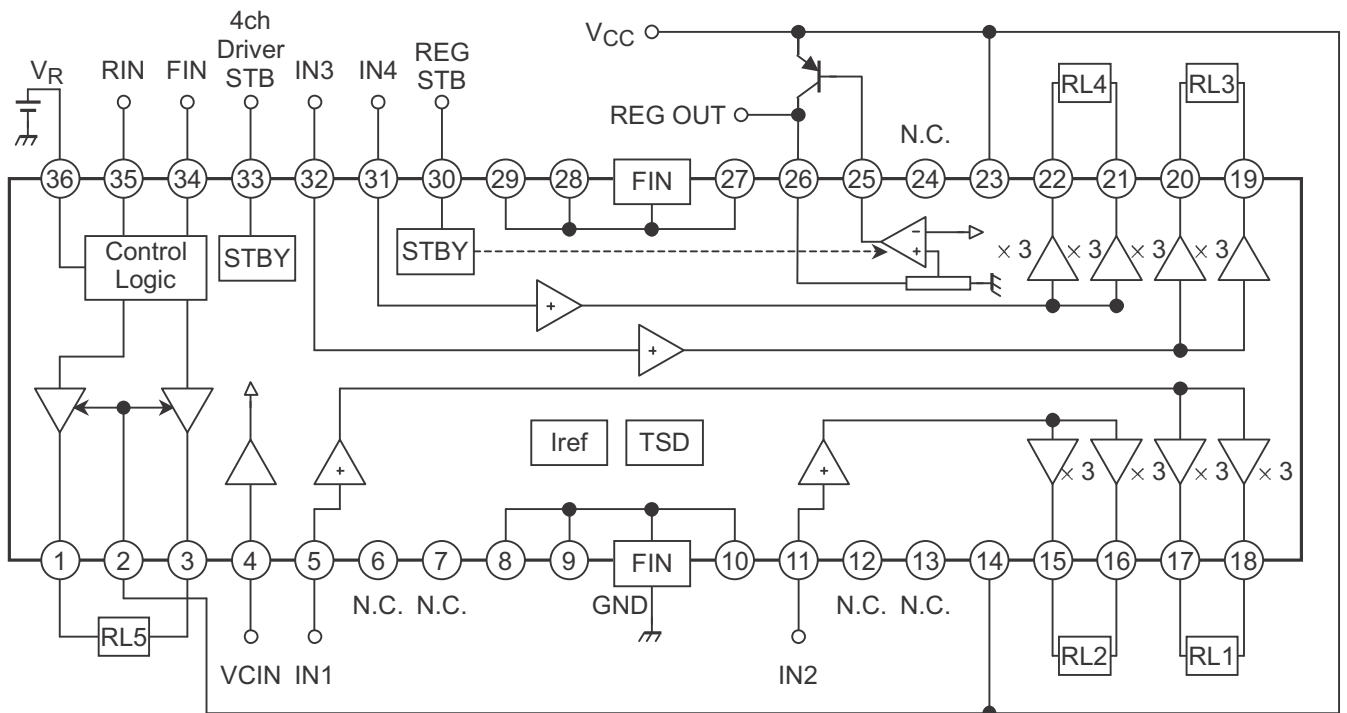 4ch
Driver
STB
V_R
RIN
FIN
IN3
IN4
REG
STB
V_CC
REG OUT
N.C.
RL4
RL3
36 35 34 33 32 31 30 29 28 FIN 27 26 25 24 23 22 21 20 19
Control
Logic
STBY
STBY
−
+
× 3 × 3 × 3 × 3
+
+
Iref
TSD
+
+
× 3 × 3 × 3 × 3
1 2 3 4 5 6 7 8 9 FIN 10 11 12 13 14 15 16 17 18
N.C. N.C.
GND
N.C. N.C.
RL5
RL2
RL1
VCIN
IN1
IN2